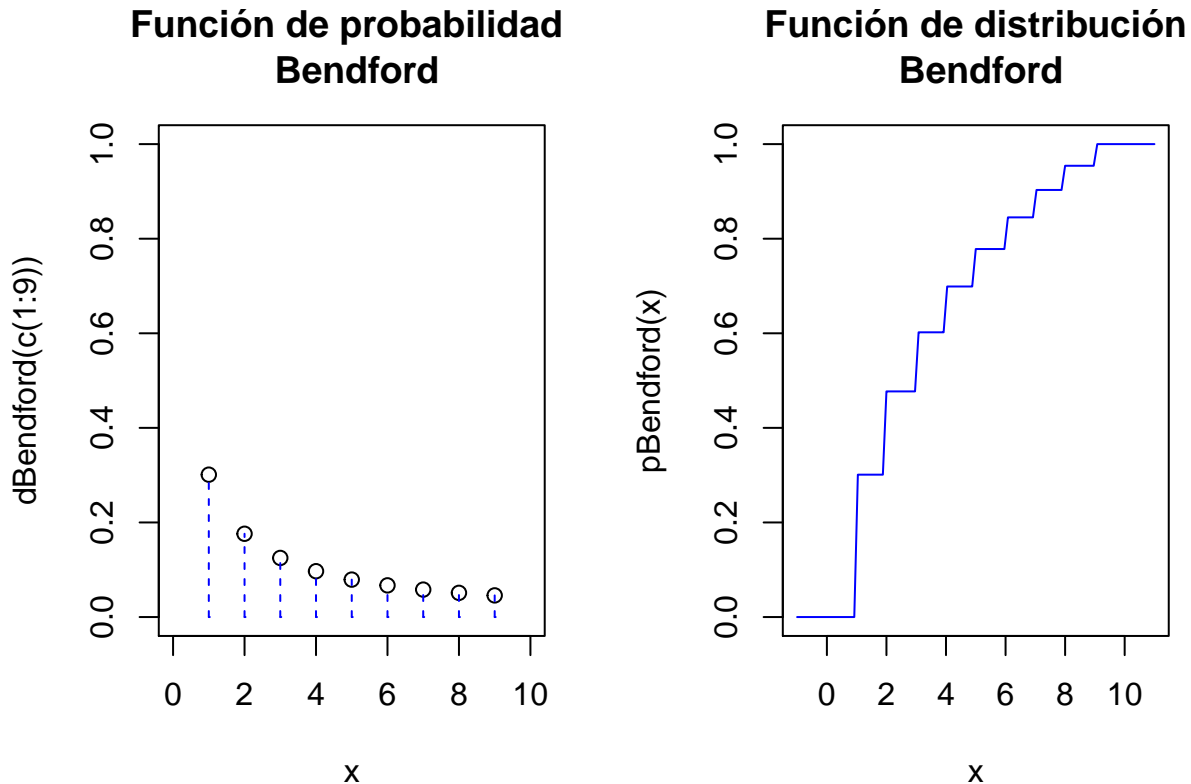 Función de probabilidad
Bendford
dBendford(c(1:9))
1.0
0.8
0.6
0.4
0.2
0.0
0 2 4 6 8 10
x
Función de distribución
Bendford
pBendford(x)
1.0
0.8
0.6
0.4
0.2
0.0
0 2 4 6 8 10
x